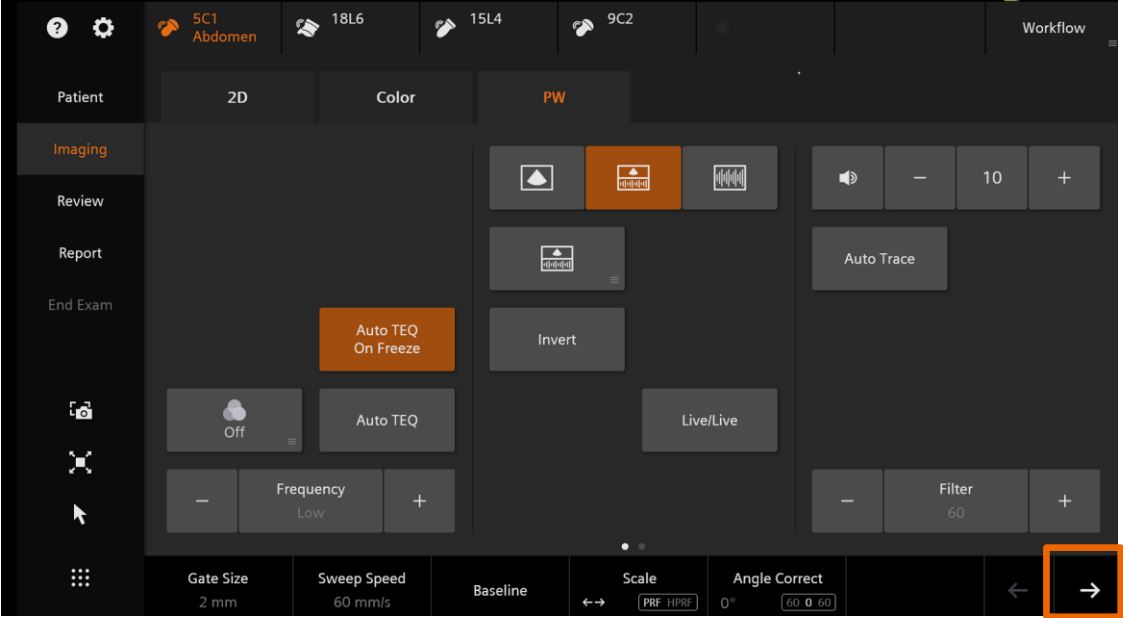 ?
5C1
Abdomen
18L6
15L4
9C2
Workflow
Patient
Imaging
Review
Report
End Exam
2D
Color
PW
10
Auto Trace
Auto TEQ
On Freeze
Invert
Off
Auto TEQ
Live/Live
Frequency
Low
Filter
60
Gate Size
2 mm
Sweep Speed
60 mm/s
Baseline
Scale
PRF HPRF
Angle Correct
0° 60 0 60